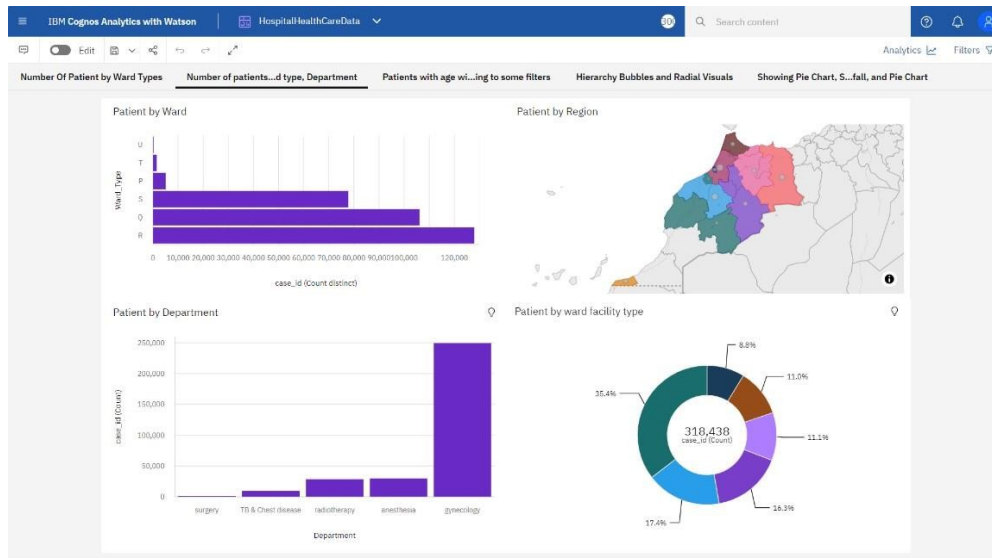 IBM Cognos Analytics with Watson
HospitalHealthCareData
Search content
Edit
Analytics
Filters
Number Of Patient by Ward Types
Number of patients...d type, Department
Patients with age wi...ing to some filters
Hierarchy Bubbles and Radial Visuals
Showing Pie Chart, S...fall, and Pie Chart
Patient by Ward
Ward_Type
U
T
P
S
Q
R
0 10,000 20,000 30,000 40,000 50,000 60,000 70,000 80,000 90,000100,000 120,000
case_id (Count distinct)
Patient by Region
Patient by Department
case_id (Count)
250,000
200,000
150,000
100,000
50,000
0
surgery TB & Chest disease radiotherapy anesthesia gynecology
Department
Patient by ward facility type
8.8%
11.0%
11.1%
16.3%
17.4%
35.4%
318,438
case_id (Count)